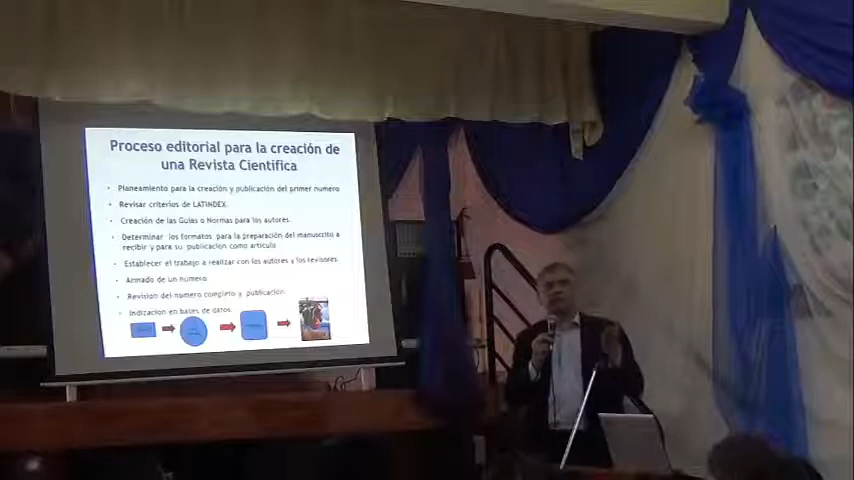 Proceso editorial para la creación de
una Revista Científica
Planeamiento para la creación y publicación del primer número
Revisar criterios de LATINDEX.
Creación de las Guías o Normas para los autores.
Determinar los formatos para la preparación del manuscrito a
recibir y para su publicación como artículo
Establecer el trabajo a realizar con los autores y los revisores.
Armado de un numero
Revision del numero completo y publicación
Indización en bases de datos